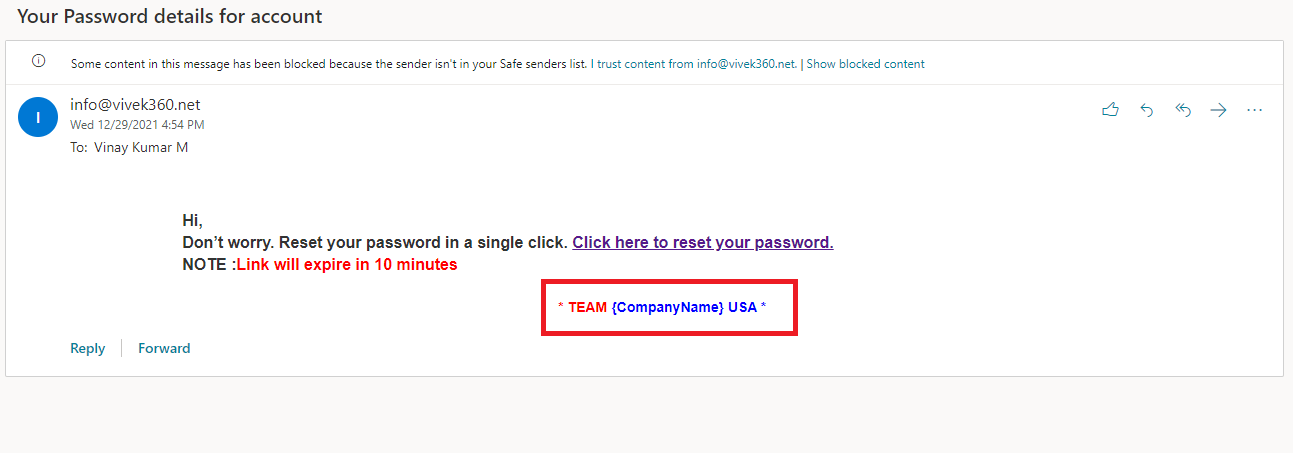 Your Password details for account
Some content in this message has been blocked because the sender isn't in your Safe senders list. I trust content from info@vivek360.net. | Show blocked content
I
info@vivek360.net
Wed 12/29/2021 4:54 PM
To: Vinay Kumar M
Hi,
Don’t worry. Reset your password in a single click. Click here to reset your password.
NOTE :Link will expire in 10 minutes
* TEAM {CompanyName} USA *
Reply
Forward